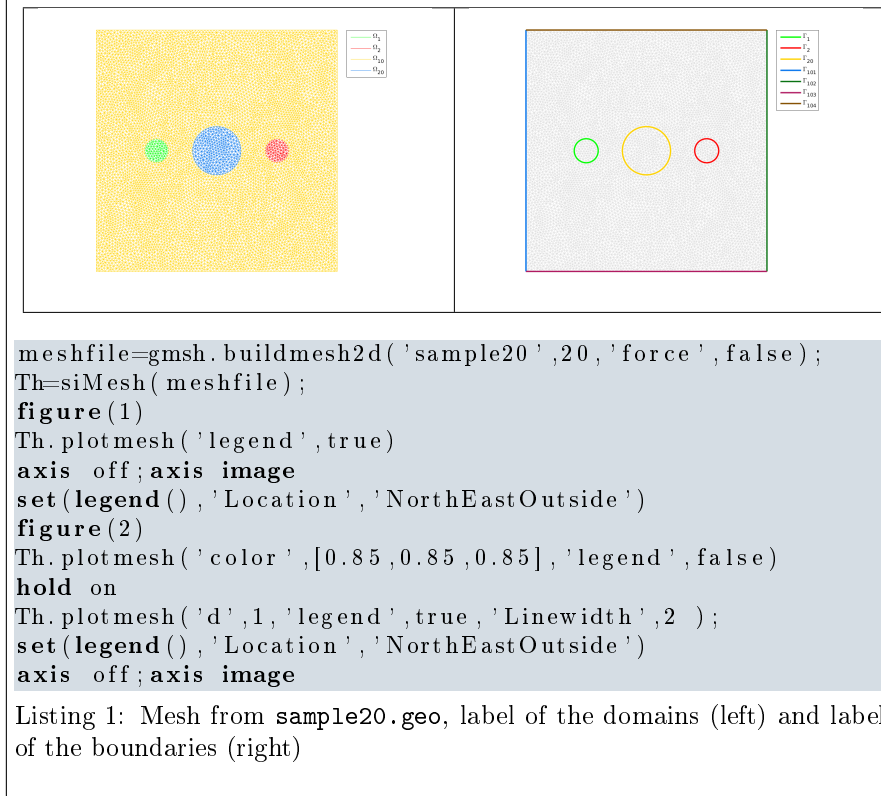 Ω1
Ω2
Ω10
Ω20
Γ1
Γ2
Γ20
Γ101
Γ102
Γ103
Γ104
meshfile=gmsh.buildmesh2d('sample20',20,'force',false);
Th=siMesh(meshfile);
figure(1)
Th.plotmesh('legend',true)
axis off;axis image
set(legend(),'Location','NorthEastOutside')
figure(2)
Th.plotmesh('color',[0.85,0.85,0.85],'legend',false)
hold on
Th.plotmesh('d',1,'legend',true,'Linewidth',2 );
set(legend(),'Location','NorthEastOutside')
axis off;axis image
Listing 1: Mesh from sample20.geo, label of the domains (left) and label
of the boundaries (right)